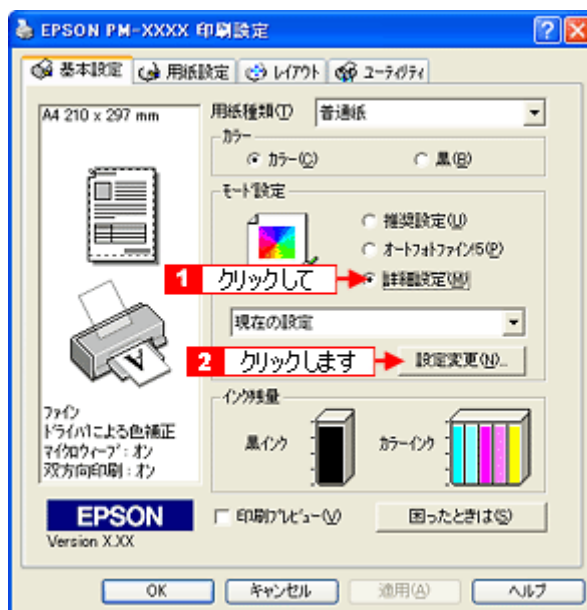 EPSON PM-XXXX 印刷設定
基本設定 用紙設定 レイアウト ユーティリティ
A4 210 x 297 mm
用紙種類(T) 普通紙
カラー
カラー(C) 黒(B)
モード設定
推奨設定(U)
オートフォトファイン!5(P)
1 クリックして 詳細設定(M)
現在の設定
2 クリックします 設定変更(N)...
インク残量
黒インク カラーインク
ファイン
ドライバによる色補正
マイクロウィーブ : オン
双方向印刷 : オン
EPSON
Version X.XX
印刷プレビュー(V) 困ったときは(S)
OK キャンセル 適用(A) ヘルプ